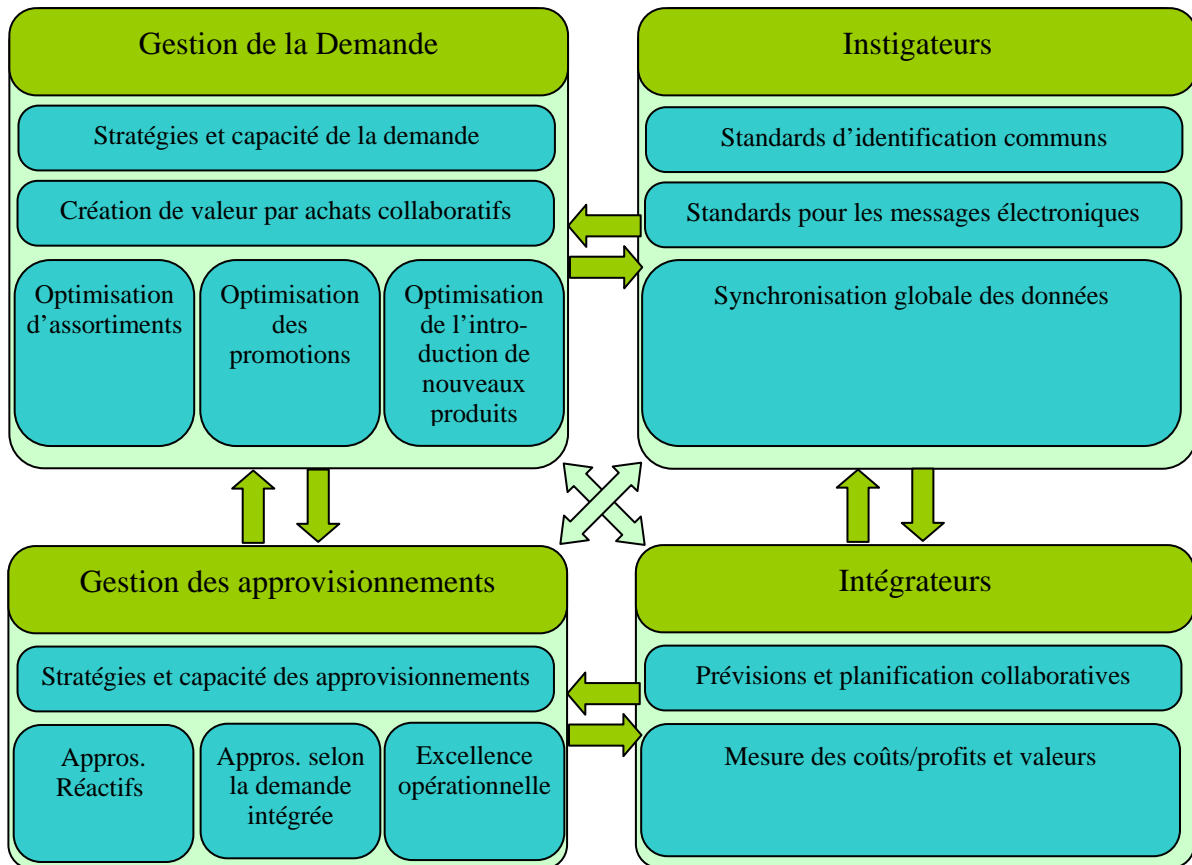 Gestion de la Demande
Stratégies et capacité de la demande
Création de valeur par achats collaboratifs
Optimisation
d'assortiments
Optimisation
des
promotions
Optimisation
de l'intro-
duction de
nouveaux
produits
Instigateurs
Standards d'identification communs
Standards pour les messages électroniques
Synchronisation globale des données
Gestion des approvisionnements
Stratégies et capacité des approvisionnements
Appros.
Réactifs
Appros. selon
la demande
intégrée
Excellence
opérationnelle
Intégrateurs
Prévisions et planification collaboratives
Mesure des coûts/profits et valeurs